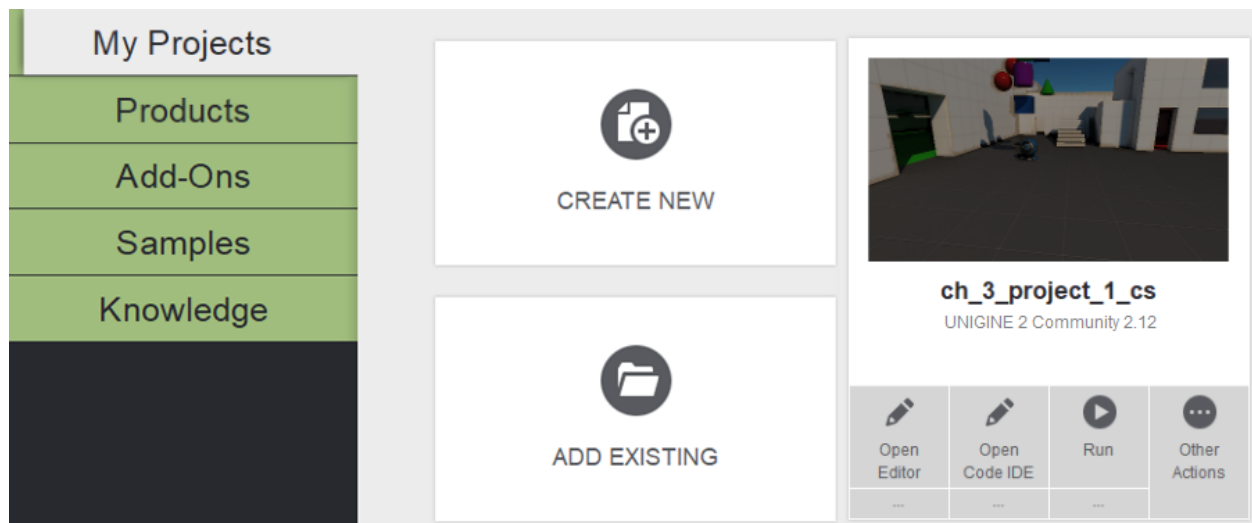 My Projects
Products
Add-Ons
Samples
Knowledge
CREATE NEW
ADD EXISTING
ch_3_project_1_cs
UNIGINE 2 Community 2.12
Open
Editor
Open
Code IDE
Run
Other
Actions
...
...
...